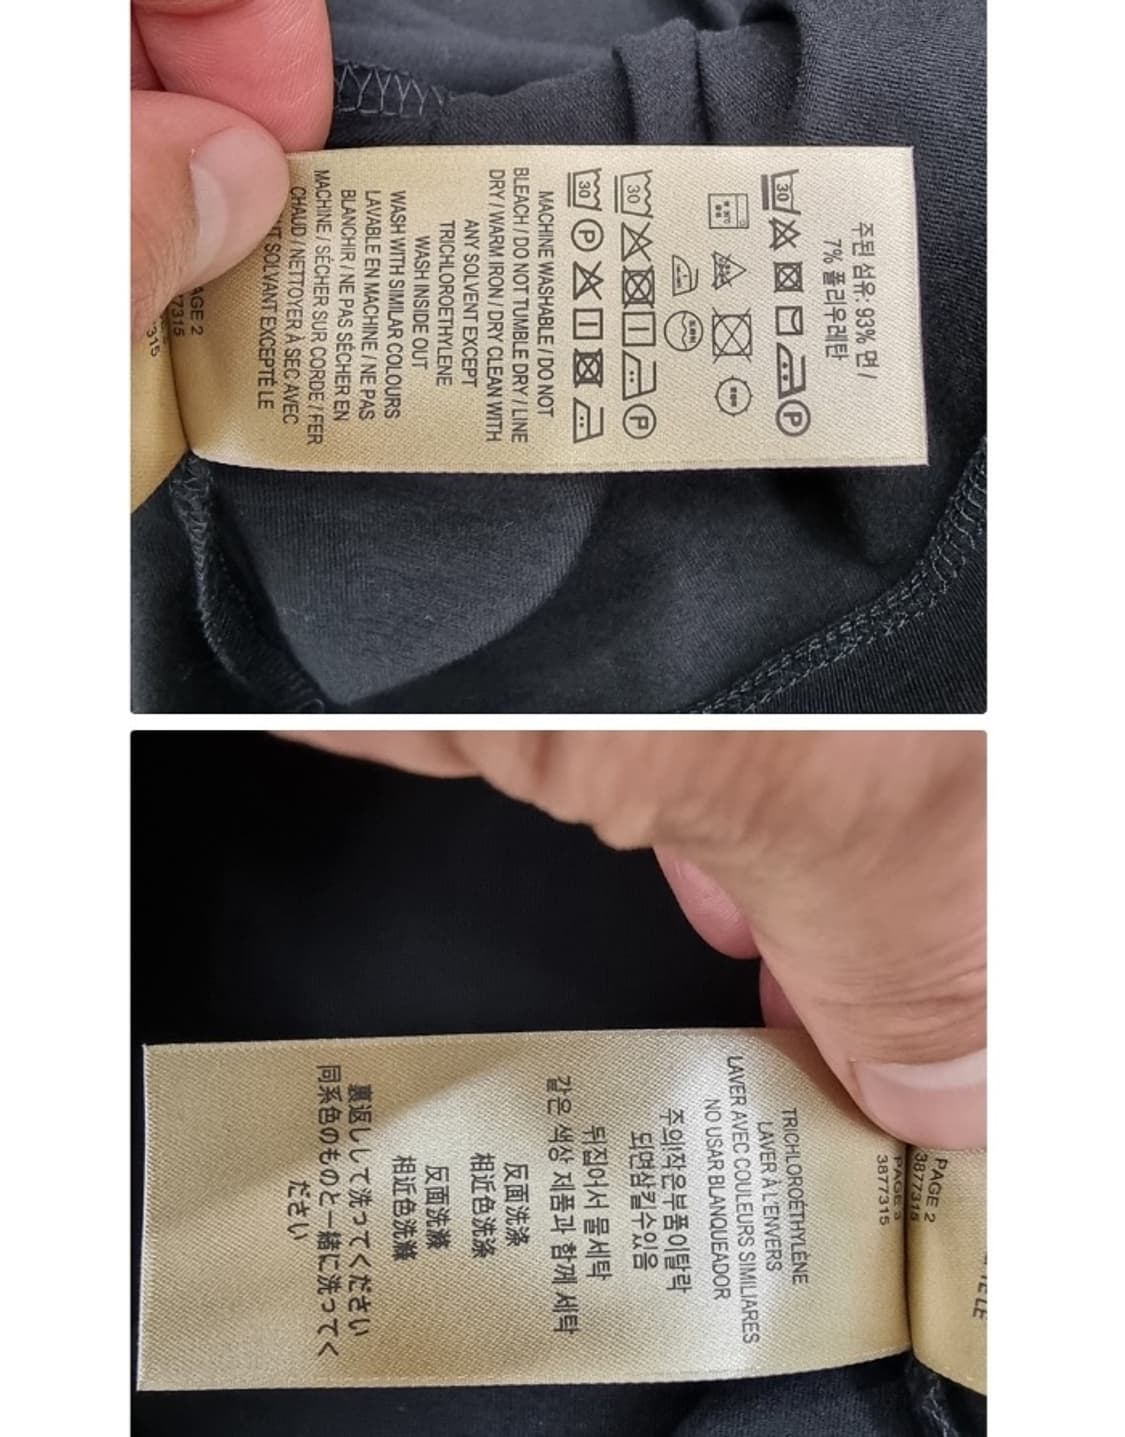 주된 섬유: 93% 면 /
7% 폴리우레탄
30
P
30
P
30
P
MACHINE WASHABLE / DO NOT
BLEACH / DO NOT TUMBLE DRY / LINE
DRY / WARM IRON / DRY CLEAN WITH
ANY SOLVENT EXCEPT
TRICHLOROETHYLENE
WASH INSIDE OUT
WASH WITH SIMILAR COLOURS
LAVABLE EN MACHINE / NE PAS
BLANCHIR / NE PAS SÉCHER EN
MACHINE / SÉCHER SUR CORDE / FER
CHAUD / NETTOYER À SEC AVEC
SOLVANT EXCEPTÉ LE
AGE 2
7315
315
PAGE 2
3877315
PAGE 3
3877315
TRICHLOROÉTHYLÈNE
LAVER À L'ENVERS
LAVER AVEC COULEURS SIMILIARES
NO USAR BLANQUEADOR
주의작은부품이탈락
되면삼킬수있음
뒤집어서 물세탁
같은 색상 제품과 함께 세탁
反面洗涤
相近色洗涤
反面洗滌
相近色洗滌
裏返しして洗ってください
同系色のものと一緒に洗ってく
ださい